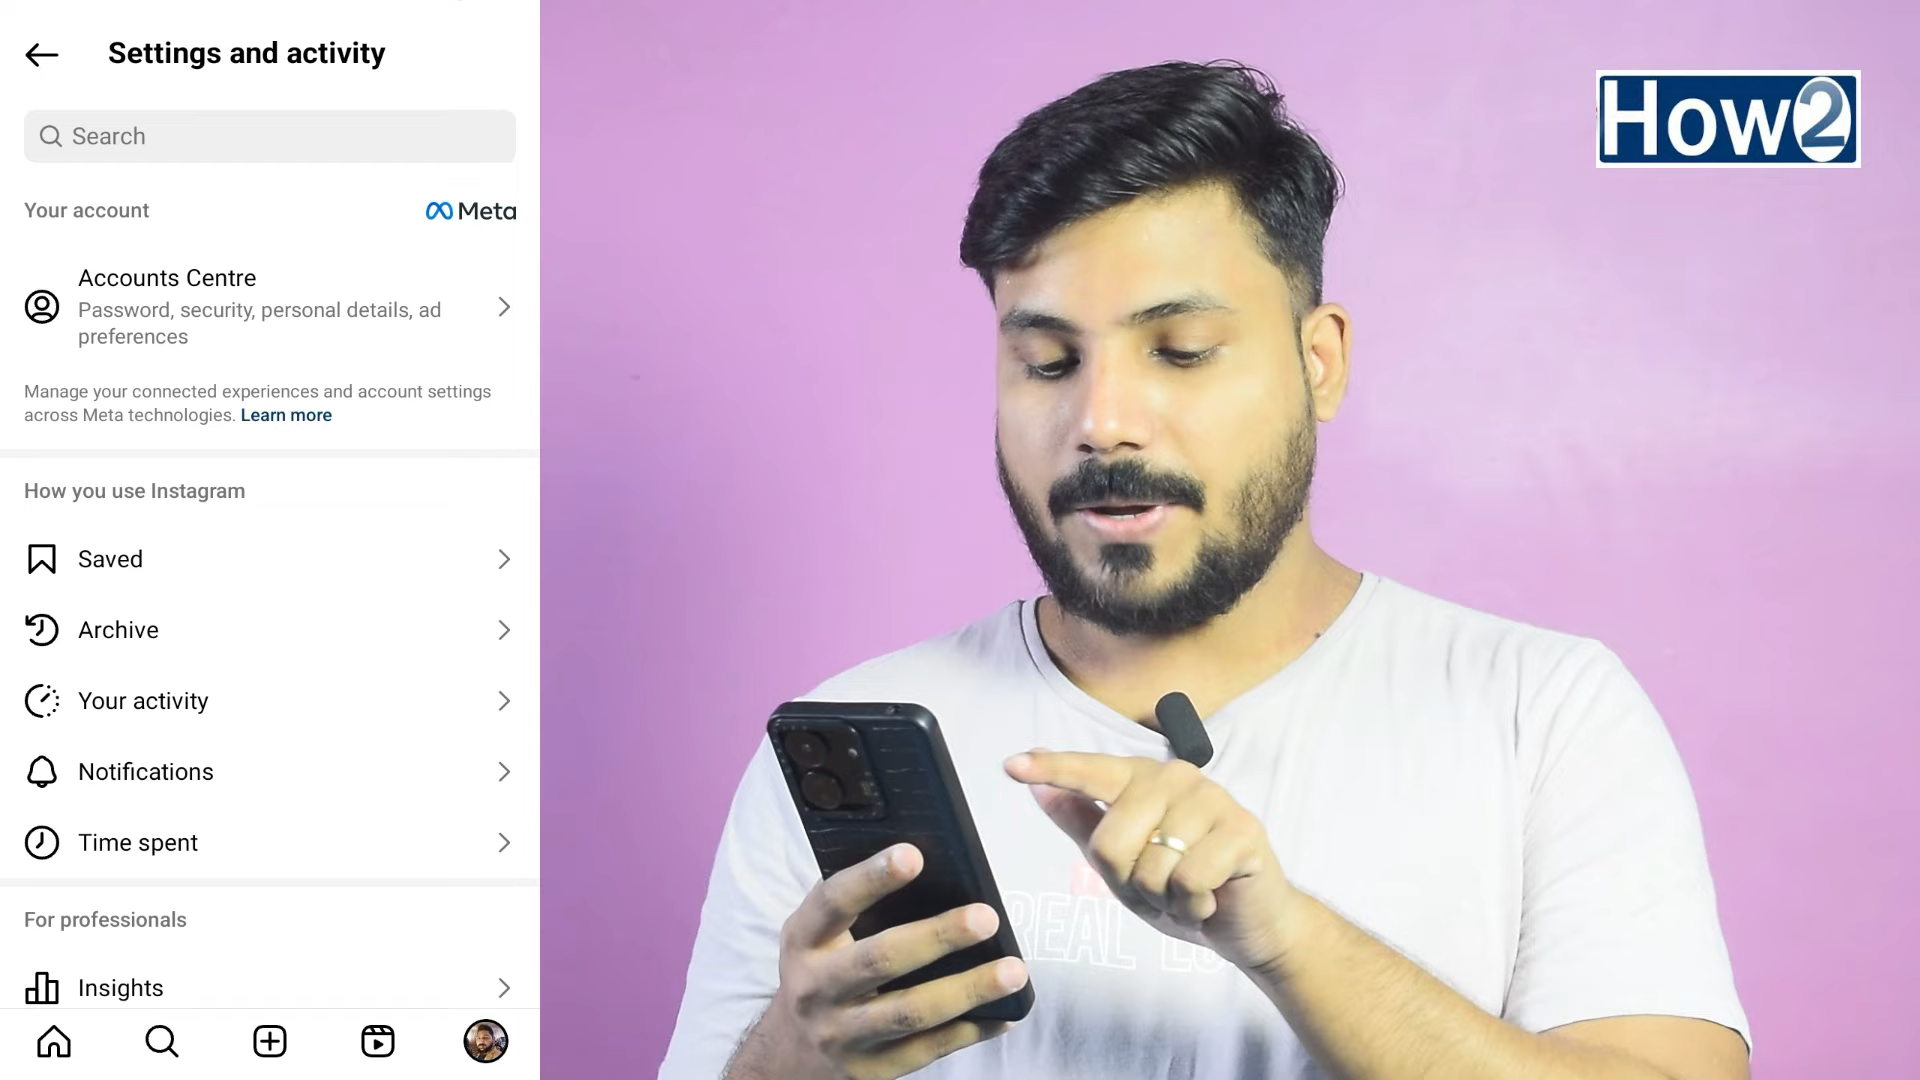 Settings and activity
Search
Your account
Meta
Accounts Centre
Password, security, personal details, ad
preferences
Manage your connected experiences and account settings
across Meta technologies. Learn more
How you use Instagram
Saved
Archive
Your activity
Notifications
Time spent
For professionals
Insights
How2
REAL